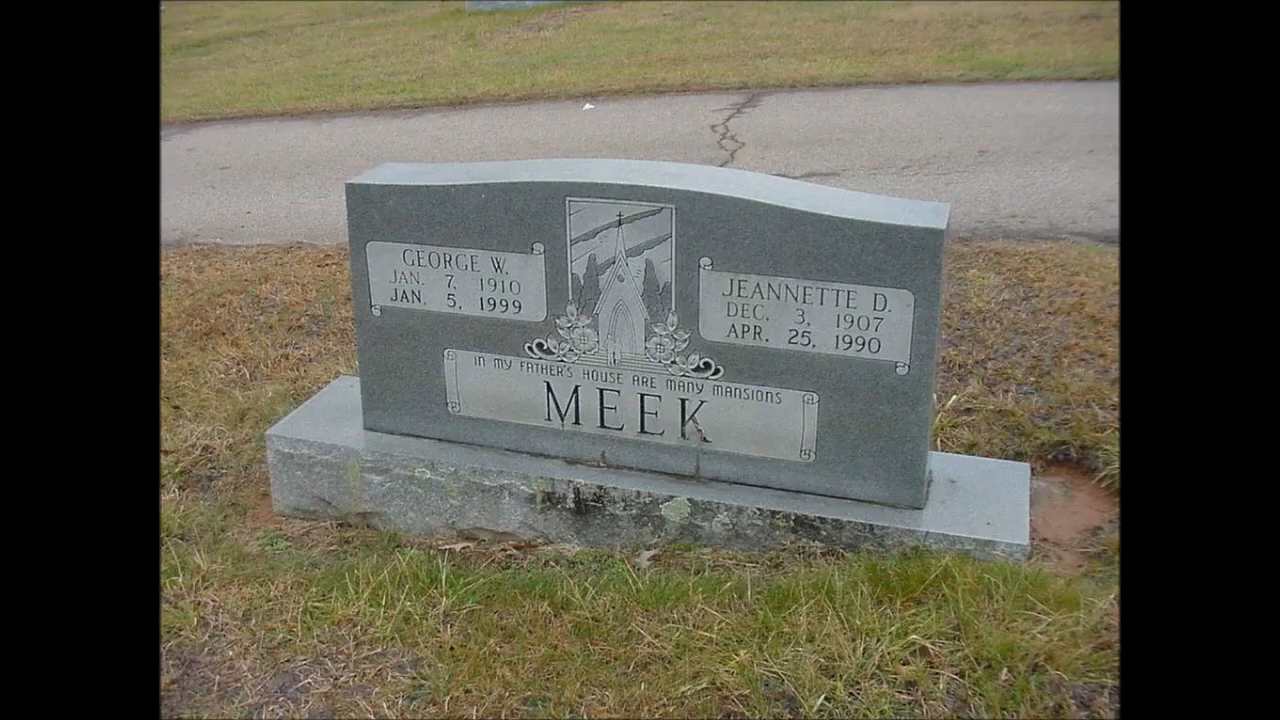 GEORGE W.
JAN. 7, 1910
JAN. 5, 1999
JEANNETTE D.
DEC. 3, 1907
APR. 25, 1990
IN MY FATHER'S HOUSE ARE MANY MANSIONS
MEEK